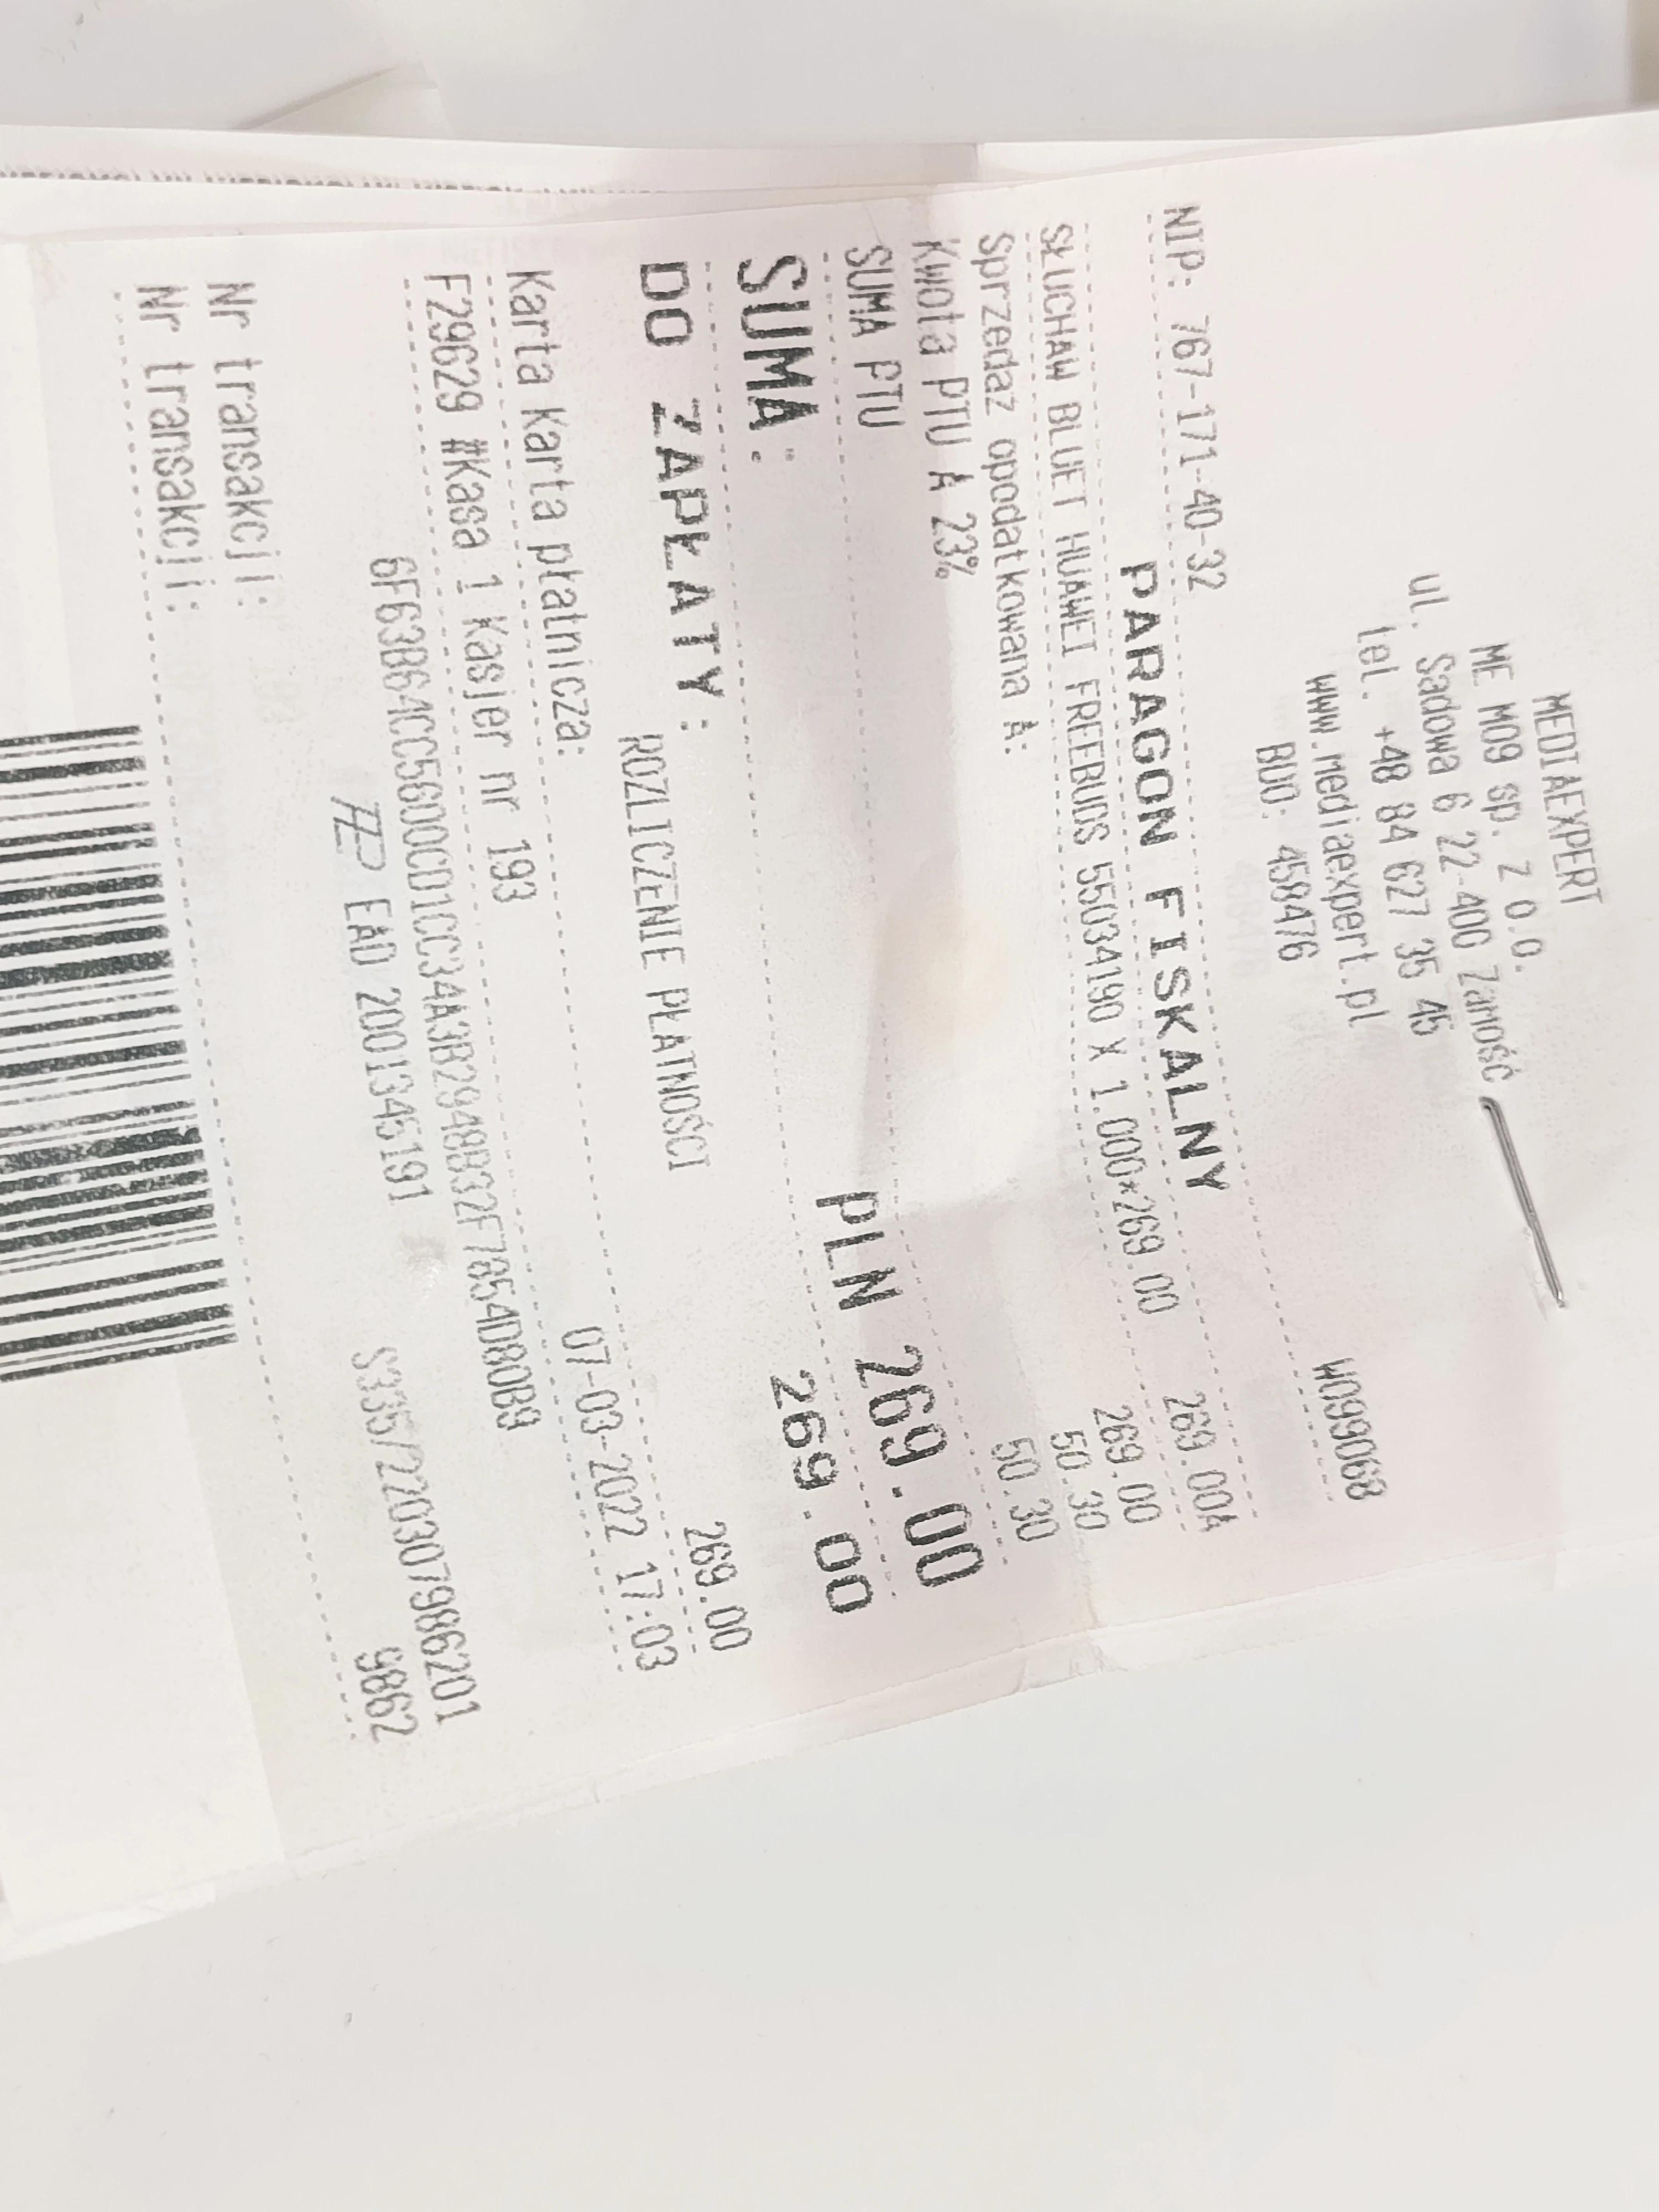 MEDIAEXPERT
ME M09 sp. z o.o.
ul. Sadowa 6 22-400 Zamość
tel. +48 84 627 35 45
www.mediaexpert.pl
BDO: 458476
NIP: 767-171-40-32 W099068
PARAGON FISKALNY
SŁUCHAW BLUET HUAWEI FREEBUDS 55034190 X 1.000*269.00 269.00A
Sprzedaż opodatkowana A: 269.00
Kwota PTU A 23% 50.30
SUMA PTU 50.30
SUMA: PLN 269.00
DO ZAPŁATY: 269.00
ROZLICZENIE PŁATNOŚCI
Karta Karta płatnicza: 269.00
F29629 #Kasa 1 Kasjer nr 193 07-03-2022 17:03
6F63B64CC5600CD1CC34A3B2948B32F7854D80B9
EAD 2001345191
Nr transakcji: S335/220307986201
Nr transakcji: 9862